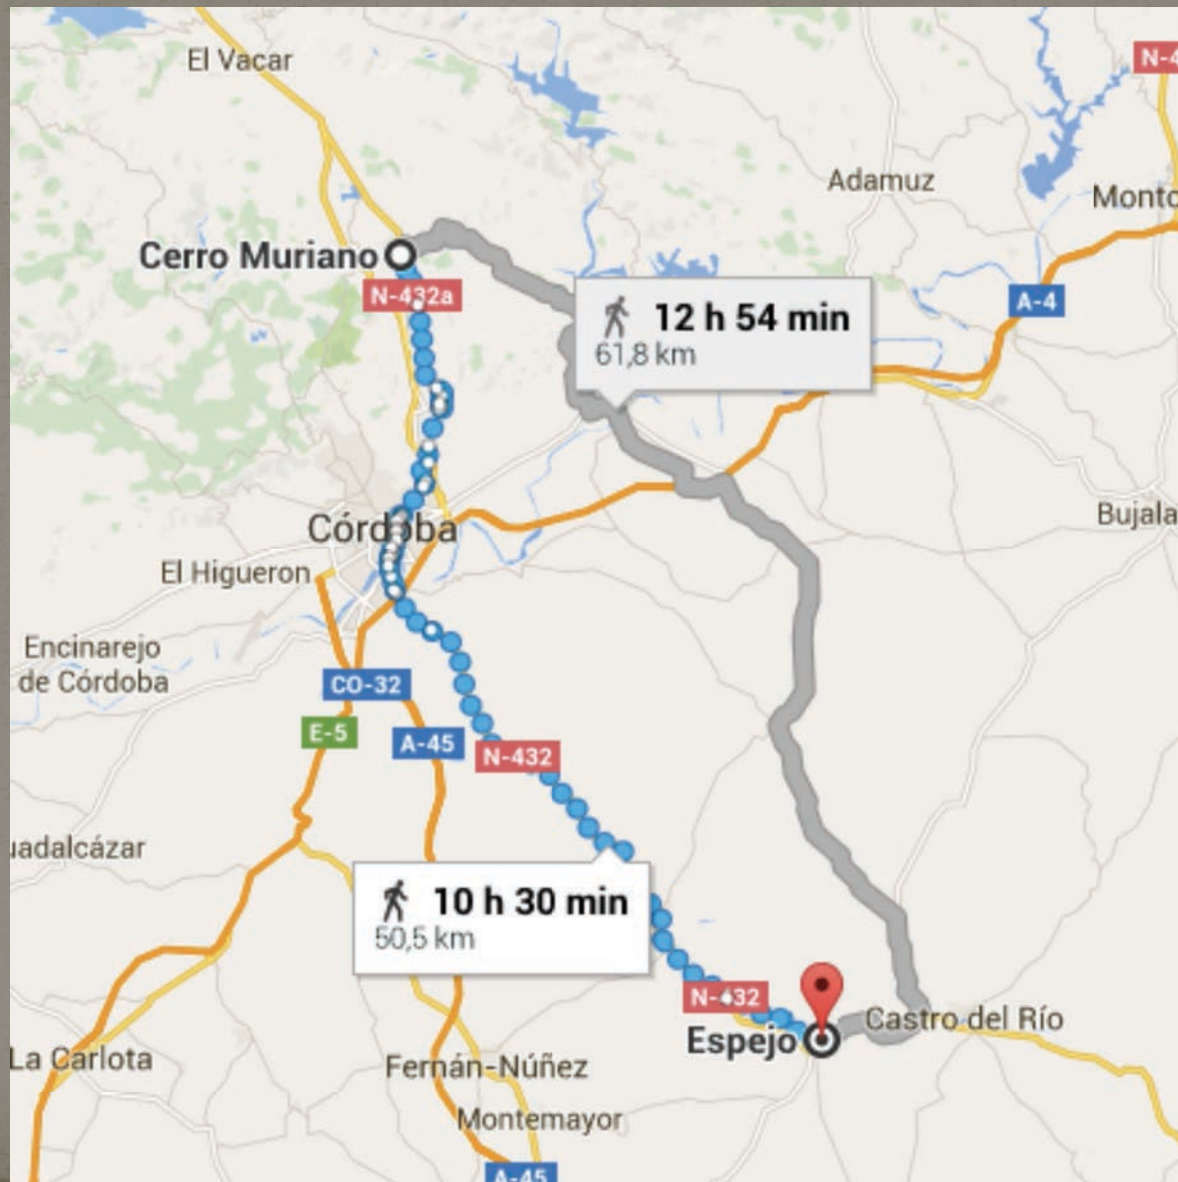 El Vacar
N-4
Adamuz
Monto
Cerro Muriano
N-432a
A-4
12 h 54 min
61,8 km
Bujala
Córdoba
El Higueron
Encinarejo
de Córdoba
CO-32
E-5
A-45
N-432
uadalcázar
10 h 30 min
50,5 km
N-432
Castro del Río
Espejo
La Carlota
Fernán-Núñez
Montemayor
A-45